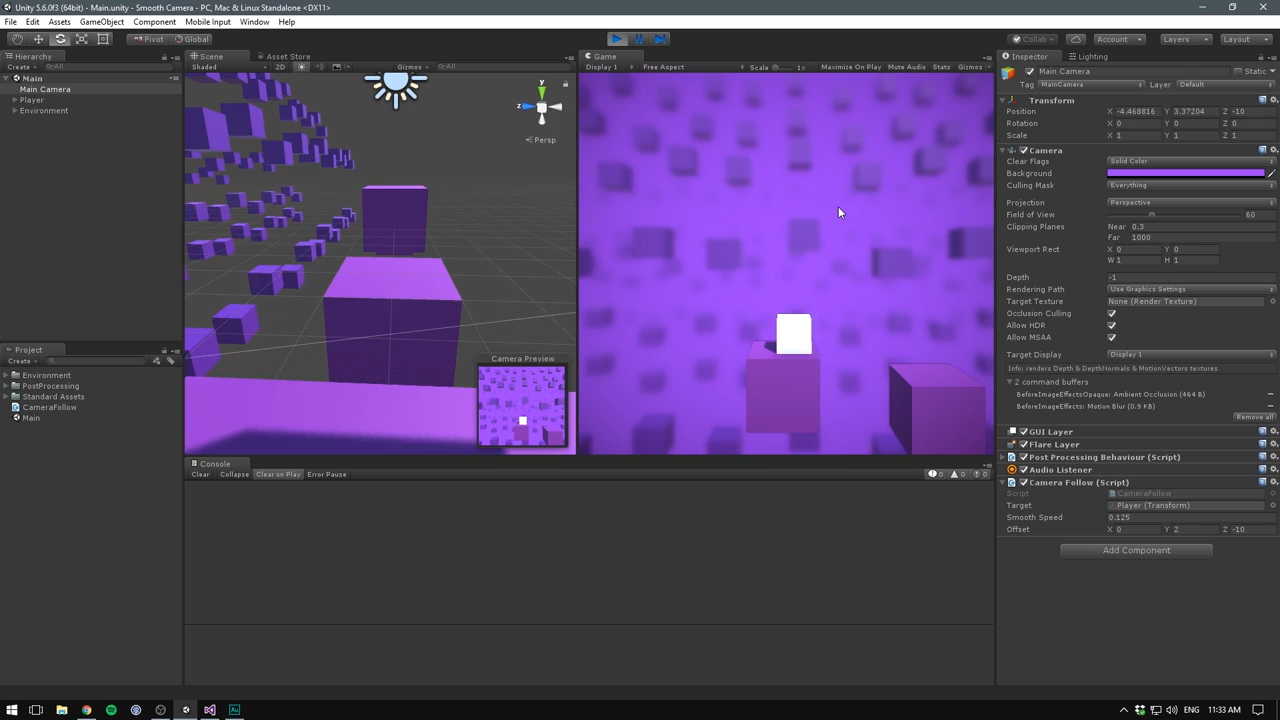 Unity 5.6.0f3 (64bit) - Main.unity - Smooth Camera - PC, Mac & Linux Standalone <DX11>
File Edit Assets GameObject Component Mobile Input Window Help
Pivot Global Collab Account Layers Layout
Hierarchy Scene Asset Store Game Inspector Lighting
Create All Shaded 2D Gizmos All Display 1 Free Aspect Scale 1x Maximize On Play Mute Audio Stats Gizmos
Main
Main Camera
Player
Environment
y
z
Persp
Camera Preview
Project
Create
Environment
PostProcessing
Standard Assets
CameraFollow
Main
Console
Clear Collapse Clear on Play Error Pause 0 0 0
Main Camera Static
Tag MainCamera Layer Default
Transform
Position X -4.468816 Y 3.37204 Z -10
Rotation X 0 Y 0 Z 0
Scale X 1 Y 1 Z 1
Camera
Clear Flags Solid Color
Background
Culling Mask Everything
Projection Perspective
Field of View 60
Clipping Planes Near 0.3
Far 1000
Viewport Rect X 0 Y 0
W 1 H 1
Depth -1
Rendering Path Use Graphics Settings
Target Texture None (Render Texture)
Occlusion Culling
Allow HDR
Allow MSAA
Target Display Display 1
Info: renders Depth & DepthNormals & MotionVectors textures
2 command buffers
BeforeImageEffectsOpaque: Ambient Occlusion (464 B)
BeforeImageEffects: Motion Blur (0.9 KB)
Remove all
GUI Layer
Flare Layer
Post Processing Behaviour (Script)
Audio Listener
Camera Follow (Script)
Script CameraFollow
Target Player (Transform)
Smooth Speed 0.125
Offset X 0 Y 2 Z -10
Add Component
Au
ENG 11:33 AM